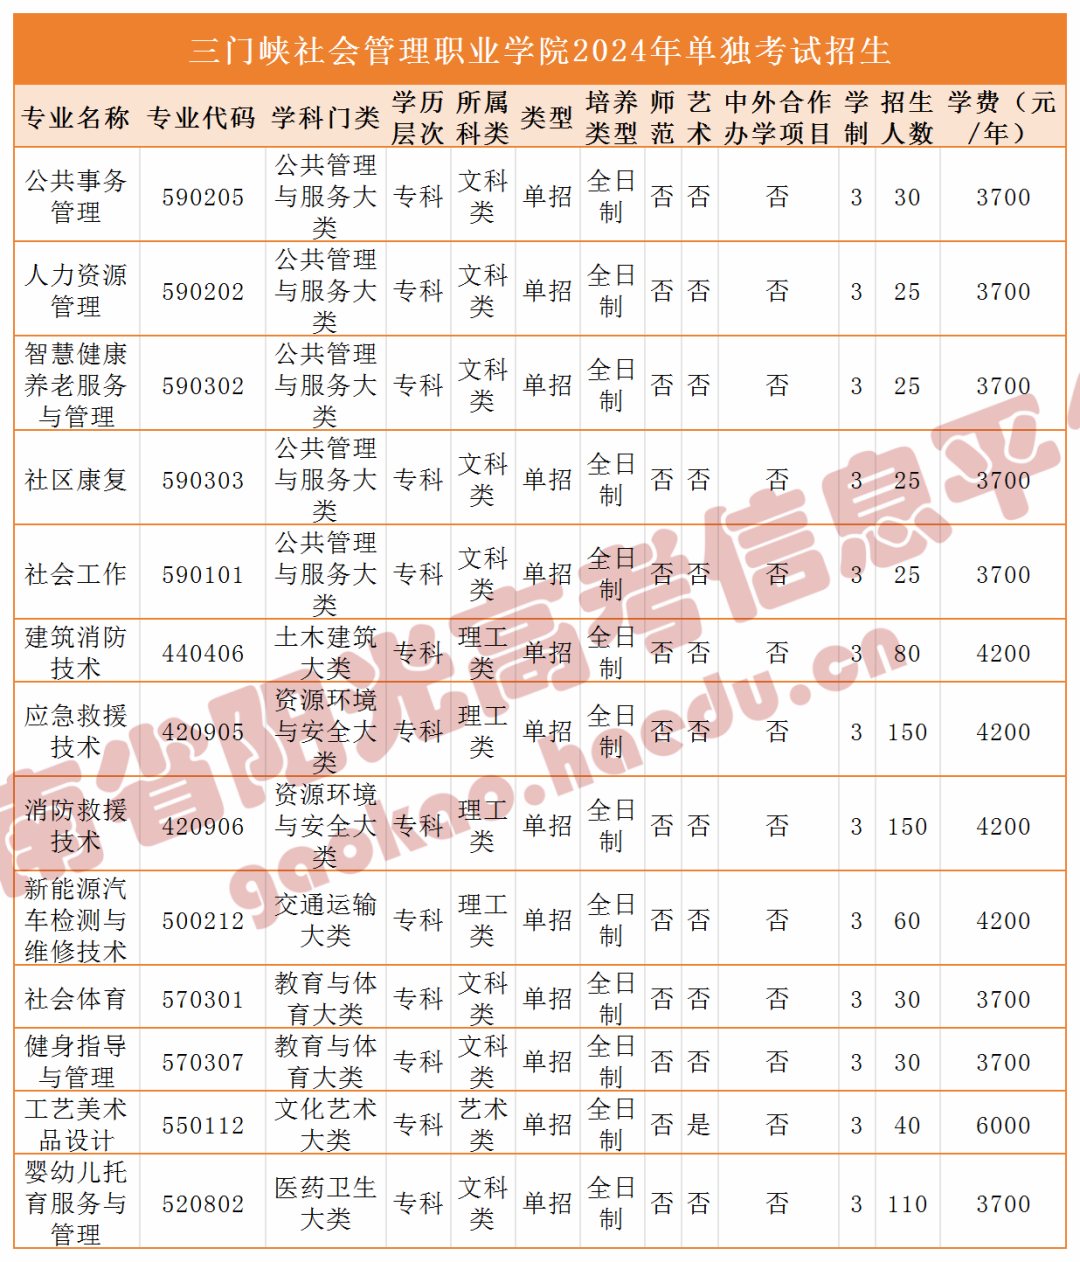 三门峡社会管理职业学院2024年单独考试招生
专业名称 专业代码 学科门类 学历层次 所属科类 类型 培养类型 师范 艺术 中外合作办学项目 学制 招生人数 学费（元/年）
公共事务管理 590205 公共管理与服务大类 专科 文科类 单招 全日制 否 否 否 3 30 3700
人力资源管理 590202 公共管理与服务大类 专科 文科类 单招 全日制 否 否 否 3 25 3700
智慧健康养老服务与管理 590302 公共管理与服务大类 专科 文科类 单招 全日制 否 否 否 3 25 3700
社区康复 590303 公共管理与服务大类 专科 文科类 单招 全日制 否 否 否 3 25 3700
社会工作 590101 公共管理与服务大类 专科 文科类 单招 全日制 否 否 否 3 25 3700
建筑消防技术 440406 土木建筑大类 专科 理工类 单招 全日制 否 否 否 3 80 4200
应急救援技术 420905 资源环境与安全大类 专科 理工类 单招 全日制 否 否 否 3 150 4200
消防救援技术 420906 资源环境与安全大类 专科 理工类 单招 全日制 否 否 否 3 150 4200
新能源汽车检测与维修技术 500212 交通运输大类 专科 理工类 单招 全日制 否 否 否 3 60 4200
社会体育 570301 教育与体育大类 专科 文科类 单招 全日制 否 否 否 3 30 3700
健身指导与管理 570307 教育与体育大类 专科 文科类 单招 全日制 否 否 否 3 30 3700
工艺美术品设计 550112 文化艺术大类 专科 艺术类 单招 全日制 否 是 否 3 40 6000
婴幼儿托育服务与管理 520802 医药卫生大类 专科 文科类 单招 全日制 否 否 否 3 110 3700
南省阳光高考信息平
gaokao.haedu.cn